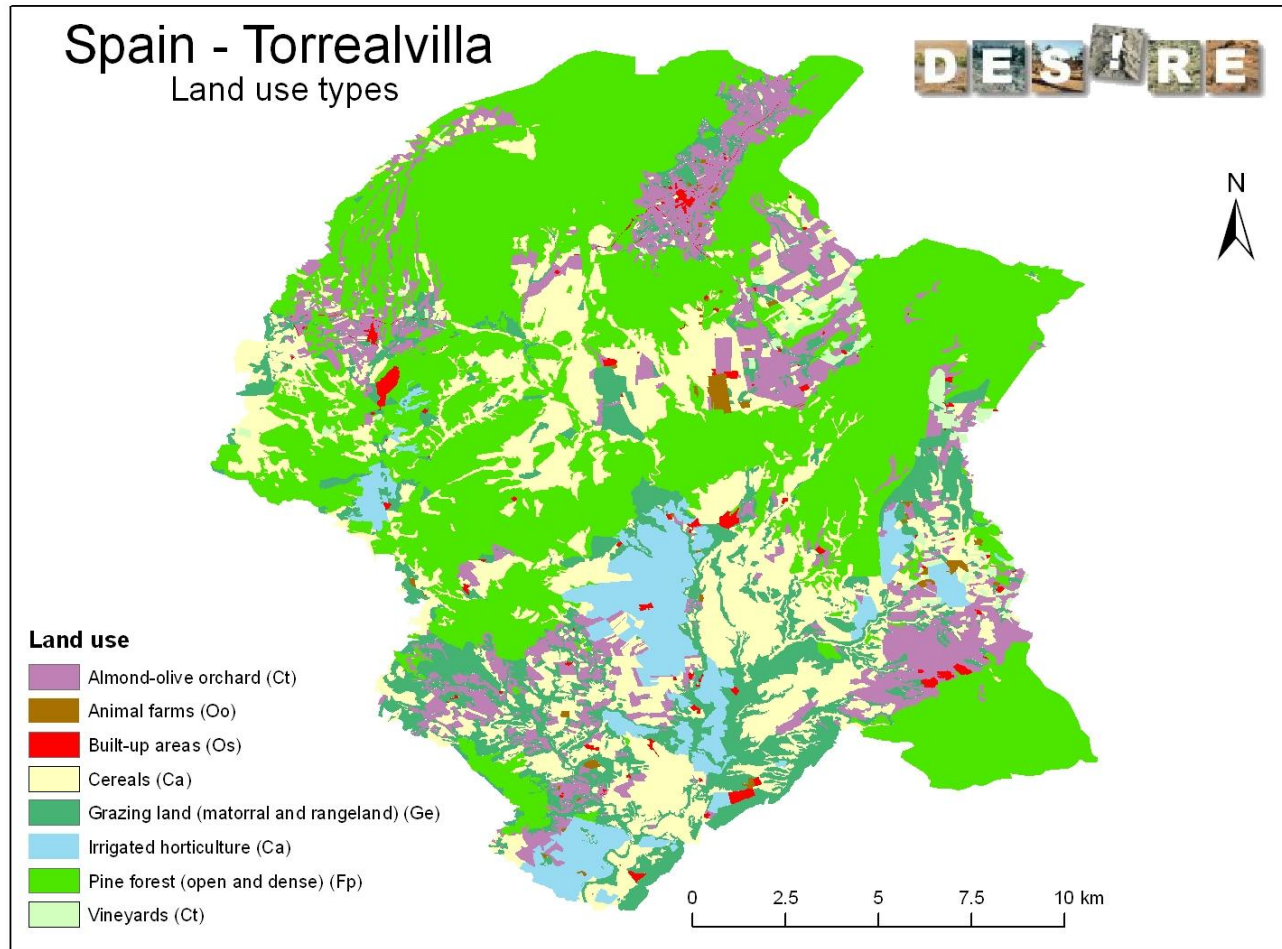 Spain - Torrealvilla
Land use types
DES!RE
N
Land use
Almond-olive orchard (Ct)
Animal farms (Oo)
Built-up areas (Os)
Cereals (Ca)
Grazing land (matorral and rangeland) (Ge)
Irrigated horticulture (Ca)
Pine forest (open and dense) (Fp)
Vineyards (Ct)
0 2.5 5 7.5 10 km